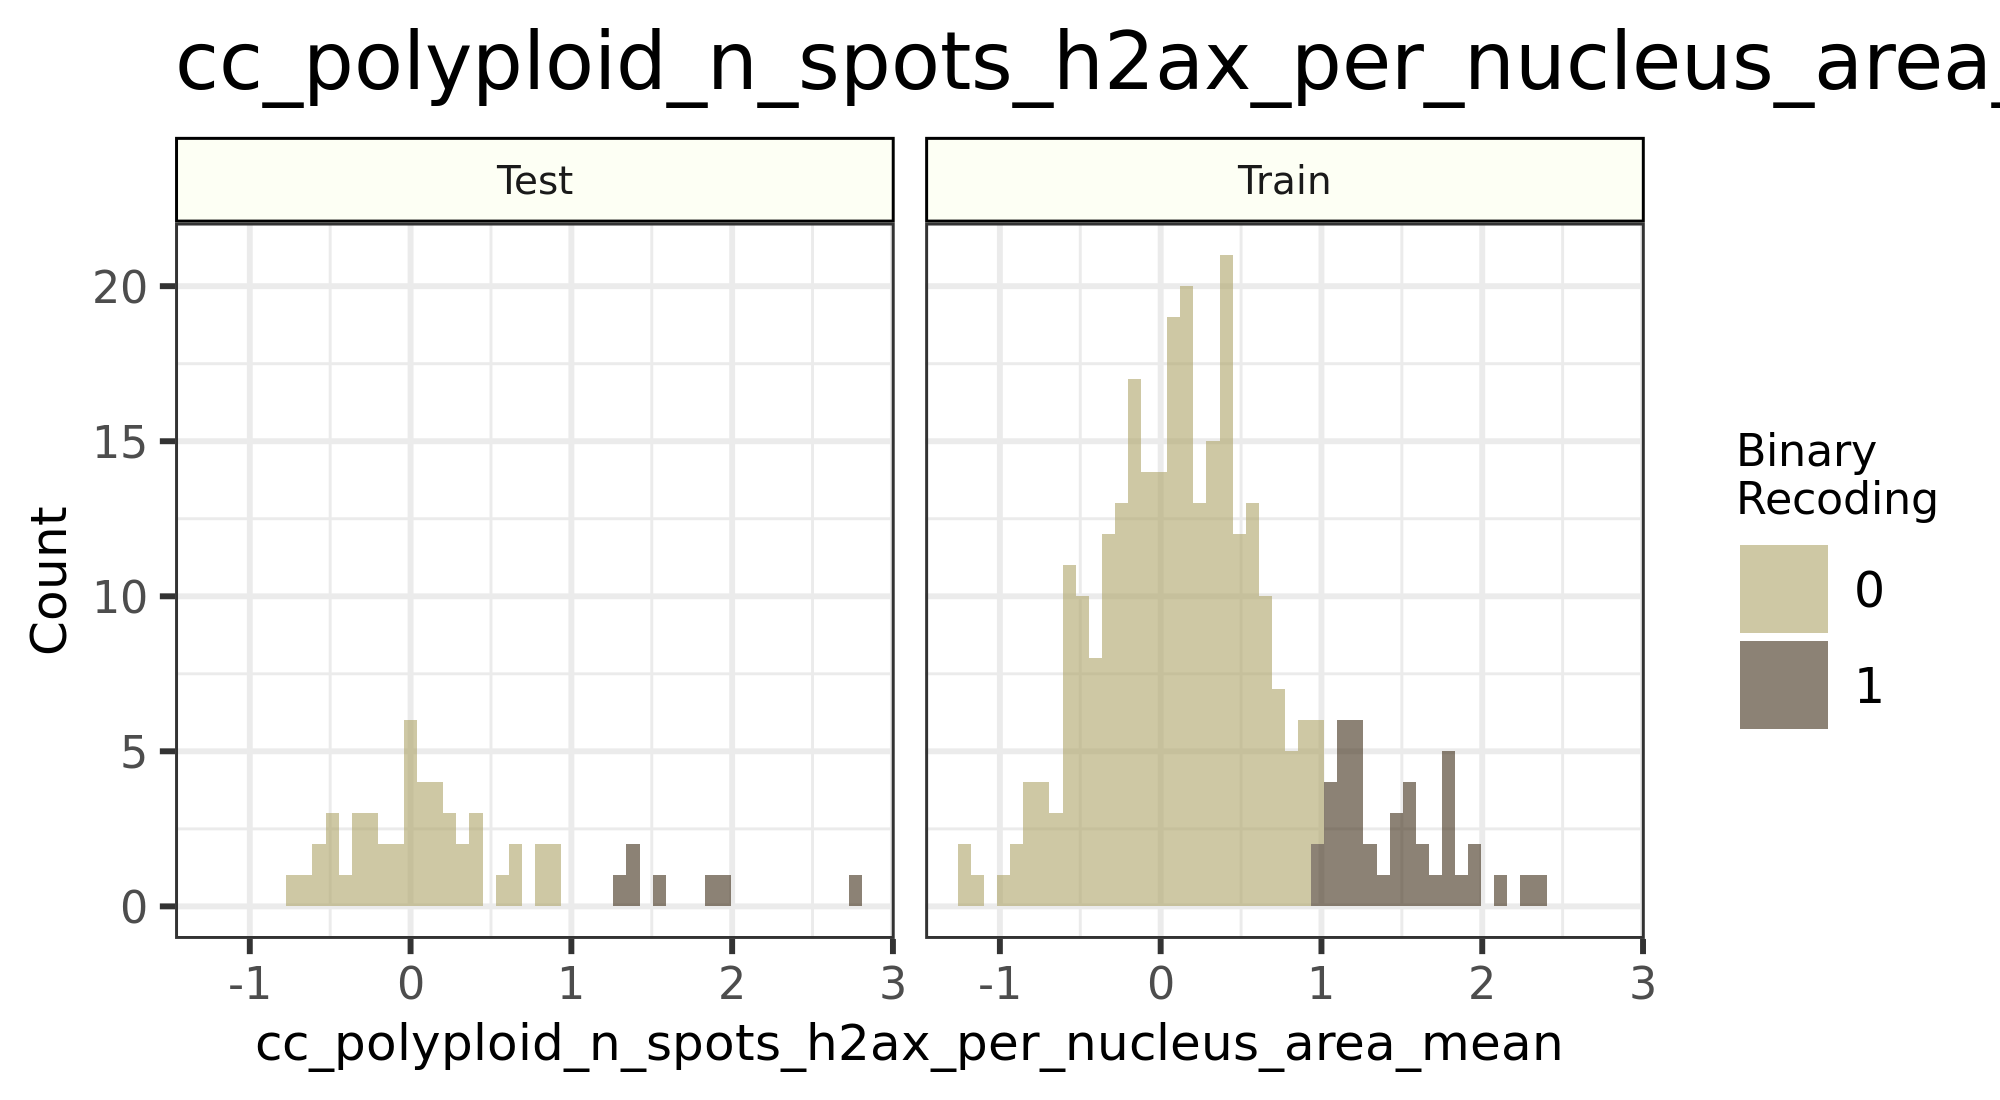 cc_polyploid_n_spots_h2ax_per_nucleus_area_
Test
Train
Count
20
15
10
5
0
-1 0 1 2 3
-1 0 1 2 3
cc_polyploid_n_spots_h2ax_per_nucleus_area_mean
Binary
Recoding
0
1